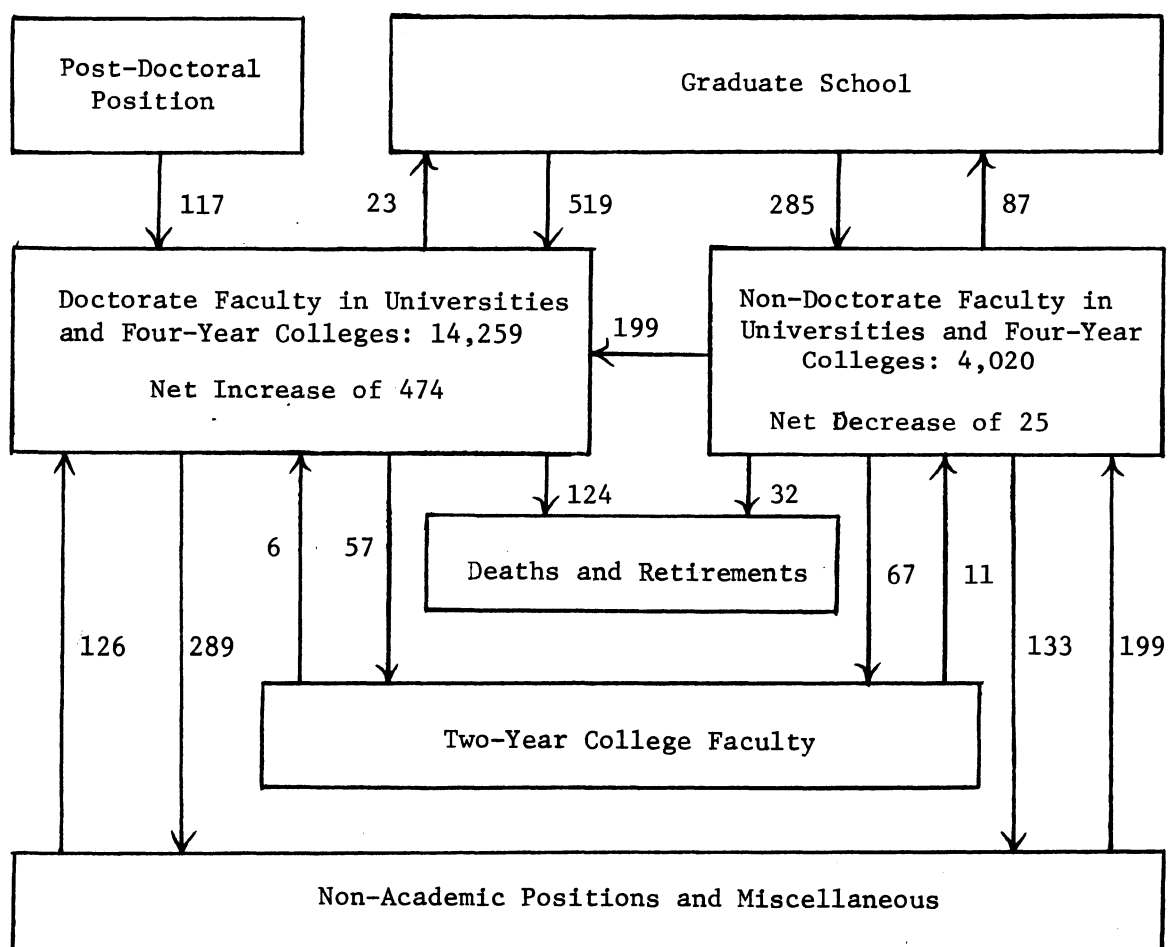 Post-Doctoral
Position
Graduate School
117
23
519
285
87
Doctorate Faculty in Universities
and Four-Year Colleges: 14,259
Net Increase of 474
199
Non-Doctorate Faculty in
Universities and Four-Year
Colleges: 4,020
Net Decrease of 25
124
32
6
57
Deaths and Retirements
67
11
126
289
133
199
Two-Year College Faculty
Non-Academic Positions and Miscellaneous